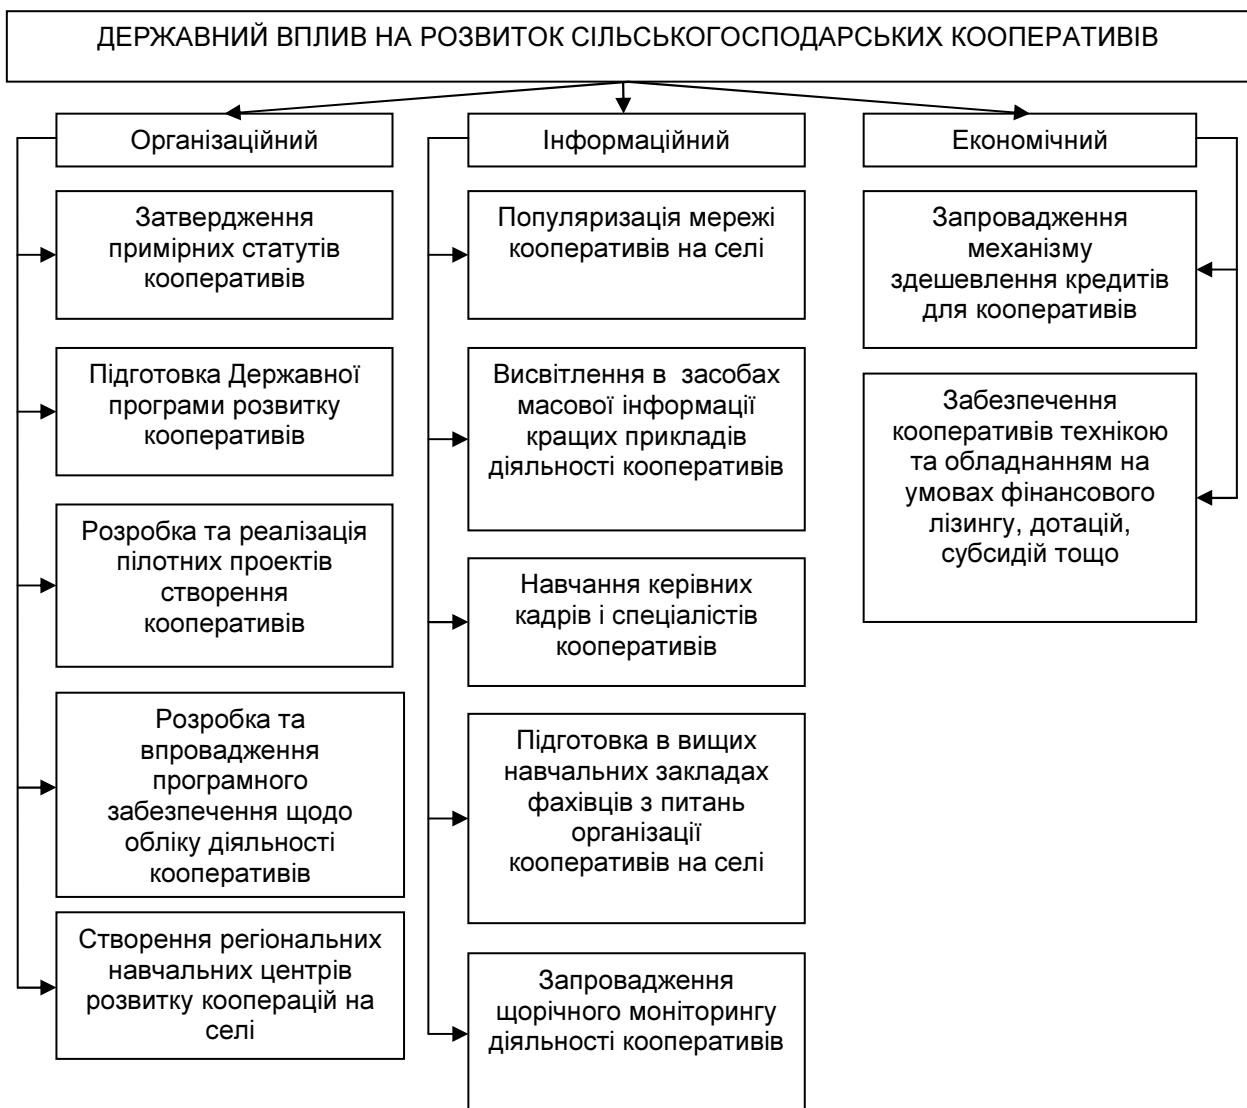 ДЕРЖАВНИЙ ВПЛИВ НА РОЗВИТОК СІЛЬСЬКОГОСПОДАРСЬКИХ КООПЕРАТИВІВ
Організаційний
Затвердження
примірних статутів
кооперативів
Підготовка Державної
програми розвитку
кооперативів
Розробка та реалізація
пілотних проектів
створення
кооперативів
Розробка та
впровадження
програмного
забезпечення щодо
обліку діяльності
кооперативів
Створення регіональних
навчальних центрів
розвитку кооперацій на
селі
Інформаційний
Популяризація мережі
кооперативів на селі
Висвітлення в засобах
масової інформації
кращих прикладів
діяльності кооперативів
Навчання керівних
кадрів і спеціалістів
кооперативів
Підготовка в вищих
навчальних закладах
фахівців з питань
організації
кооперативів на селі
Запровадження
щорічного моніторингу
діяльності кооперативів
Економічний
Запровадження
механізму
здешевлення кредитів
для кооперативів
Забезпечення
кооперативів технікою
та обладнанням на
умовах фінансового
лізингу, дотацій,
субсидій тощо